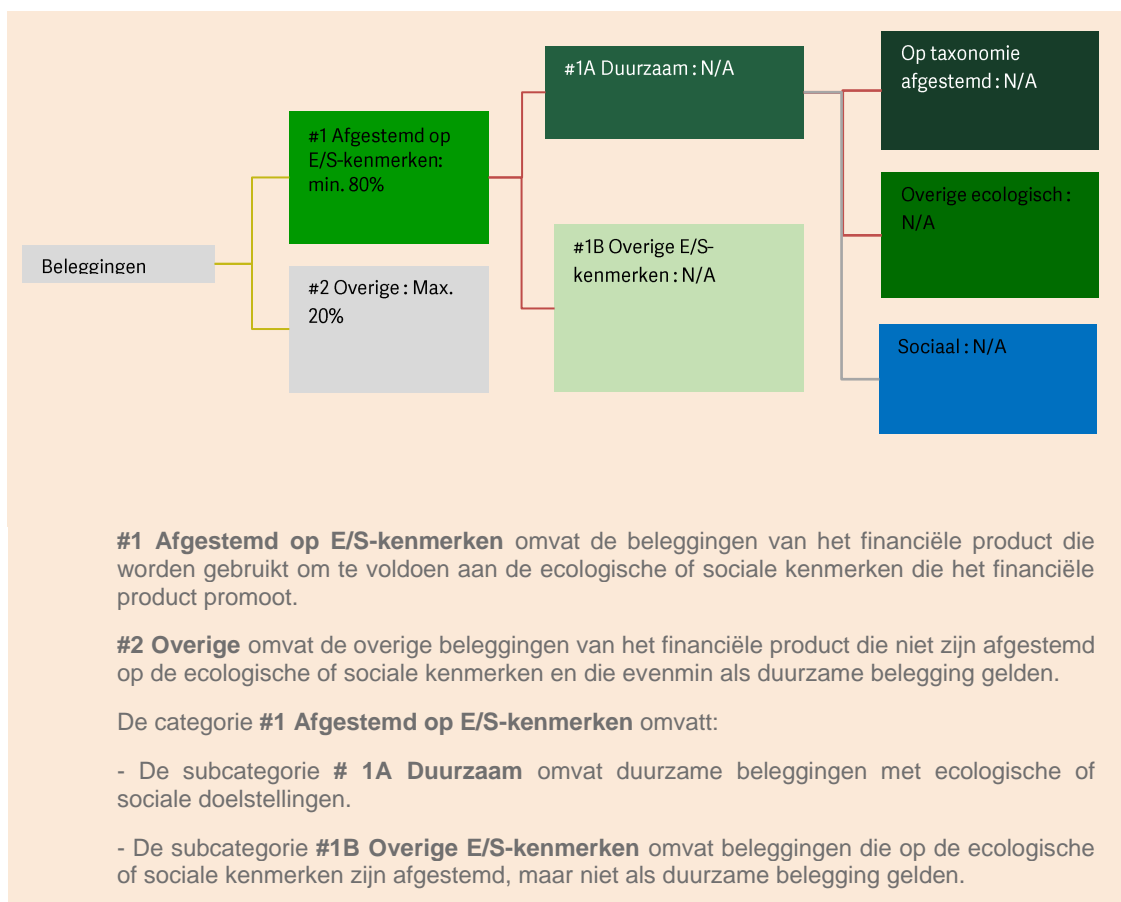 Beleggingen
#1 Afgestemd op
E/S-kenmerken:
min. 80%
#2 Overige : Max.
20%
#1A Duurzaam : N/A
#1B Overige E/S-
kenmerken : N/A
Op taxonomie
afgestemd : N/A
Overige ecologisch :
N/A
Sociaal : N/A
#1 Afgestemd op E/S-kenmerken omvat de beleggingen van het financiële product die
worden gebruikt om te voldoen aan de ecologische of sociale kenmerken die het financiële
product promoot.
#2 Overige omvat de overige beleggingen van het financiële product die niet zijn afgestemd
op de ecologische of sociale kenmerken en die evenmin als duurzame belegging gelden.
De categorie #1 Afgestemd op E/S-kenmerken omvatt:
- De subcategorie # 1A Duurzaam omvat duurzame beleggingen met ecologische of
sociale doelstellingen.
- De subcategorie #1B Overige E/S-kenmerken omvat beleggingen die op de ecologische
of sociale kenmerken zijn afgestemd, maar niet als duurzame belegging gelden.